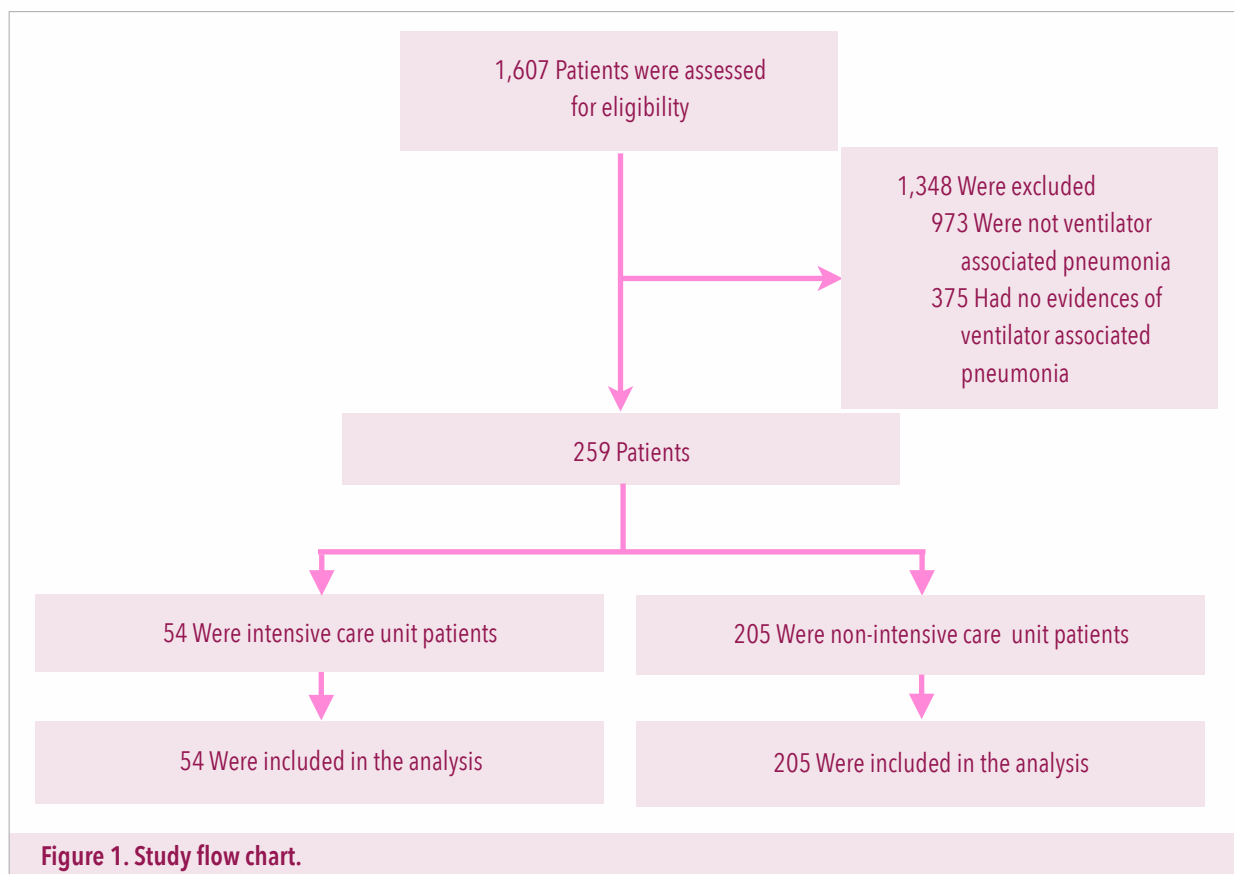 1,607 Patients were assessed
for eligibility
1,348 Were excluded
973 Were not ventilator
associated pneumonia
375 Had no evidences of
ventilator associated
pneumonia
259 Patients
54 Were intensive care unit patients
205 Were non-intensive care unit patients
54 Were included in the analysis
205 Were included in the analysis
Figure 1. Study flow chart.